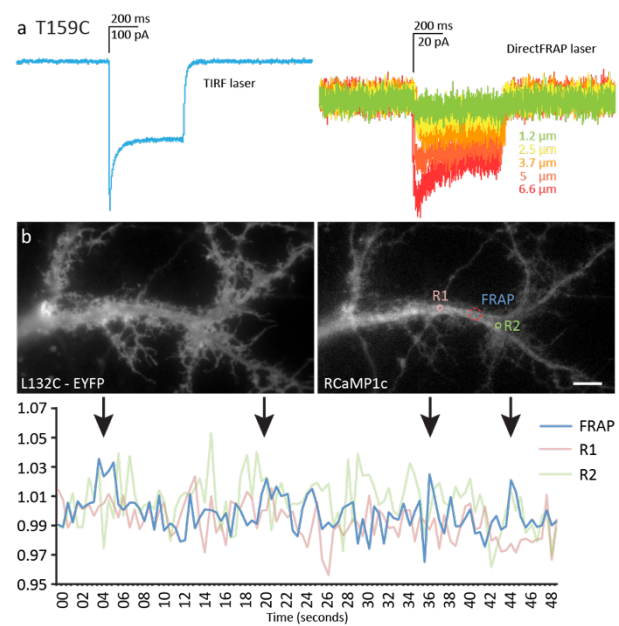 a T159C
200 ms
100 pA
TIRF laser
200 ms
20 pA
DirectFRAP laser
1.2 µm
2.5 µm
3.7 µm
5 µm
6.6 µm
b
L132C - EYFP
R1
FRAP
R2
RCaMP1c
1.07
1.05
1.03
1.01
0.99
0.97
0.95
FRAP
R1
R2
00 02 04 06 08 10 12 14 16 18 20 22 24 26 28 30 32 34 36 38 40 42 44 46 48
Time (seconds)